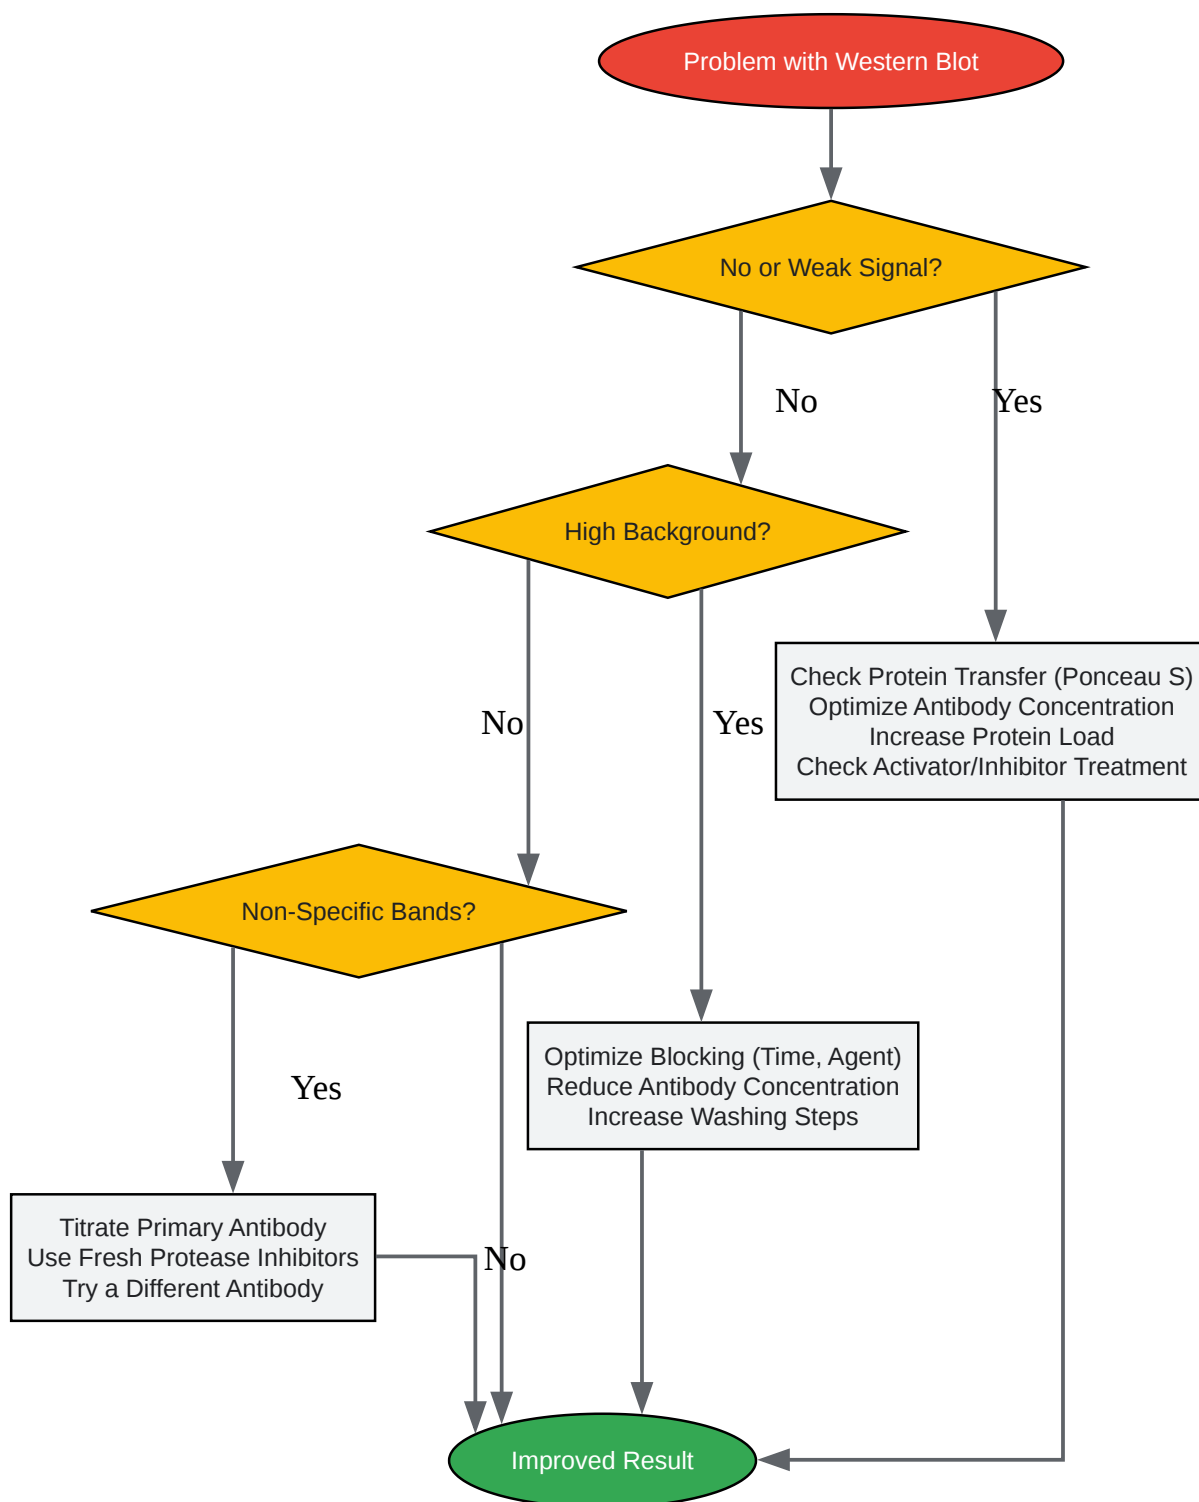 Problem with Western Blot
No or Weak Signal?
No
Yes
High Background?
Check Protein Transfer (Ponceau S)
Optimize Antibody Concentration
Increase Protein Load
Check Activator/Inhibitor Treatment
No
Yes
Non-Specific Bands?
Optimize Blocking (Time, Agent)
Reduce Antibody Concentration
Increase Washing Steps
Yes
Titrate Primary Antibody
Use Fresh Protease Inhibitors
Try a Different Antibody
No
Improved Result